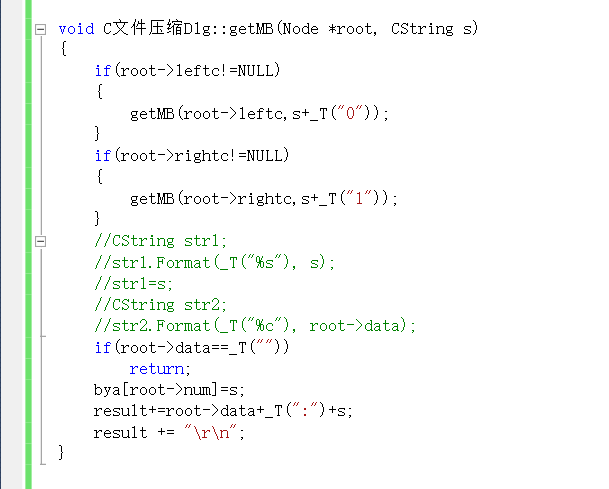 void C文件压缩Dlg::getMB(Node *root, CString s)
{
    if(root->leftc!=NULL)
    {
        getMB(root->leftc,s+_T("0"));
    }
    if(root->rightc!=NULL)
    {
        getMB(root->rightc,s+_T("1"));
    }
    //CString str1;
    //str1.Format(_T("%s"), s);
    //str1=s;
    //CString str2;
    //str2.Format(_T("%c"), root->data);
    if(root->data==_T(""))
        return;
    bya[root->num]=s;
    result+=root->data+_T(":")+s;
    result += "\r\n";
}